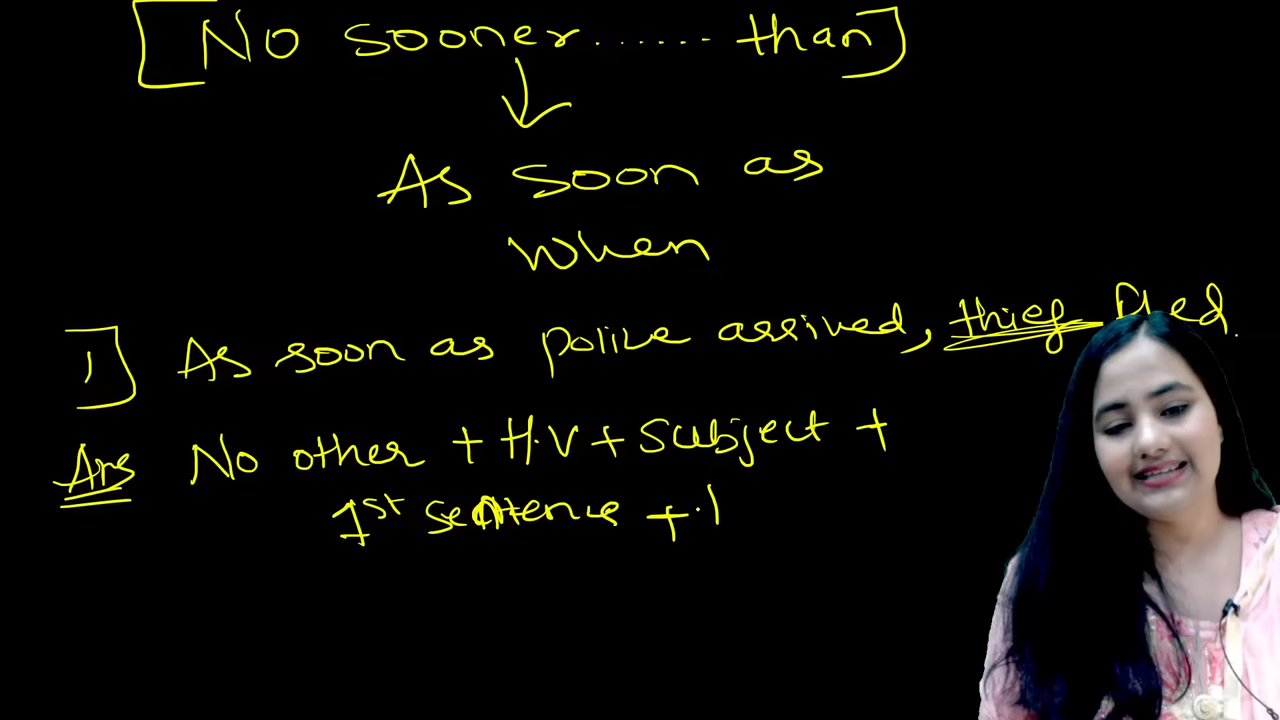 [No sooner ...... than]
As soon as
When
1] As soon as police arrived, thief fled.
Ans No other + H.V + subject +
1st sentence +